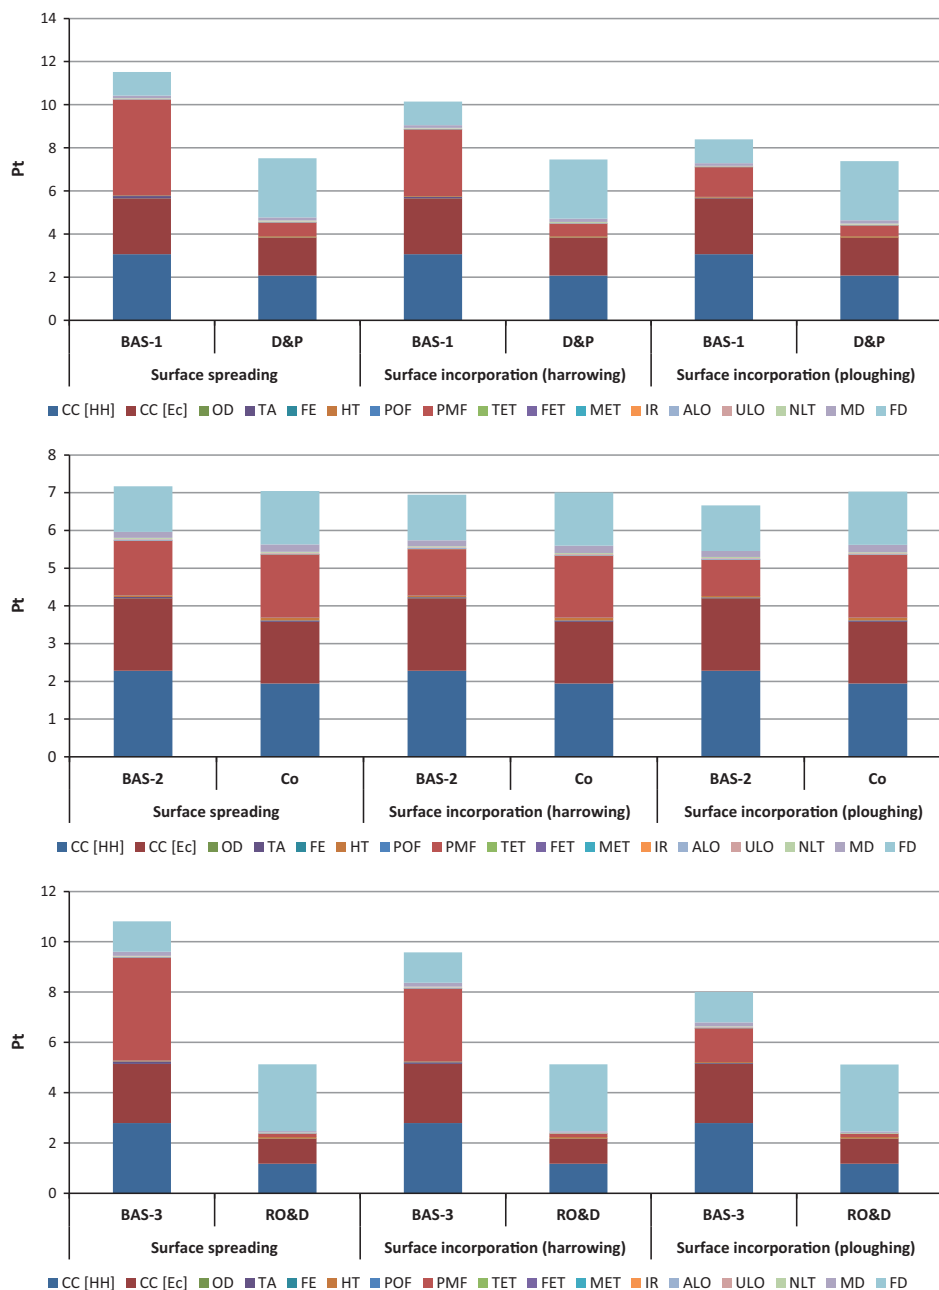 14
12
10
8
6
4
2
0
Pt
BAS-1 D&P BAS-1 D&P BAS-1 D&P
Surface spreading Surface incorporation (harrowing) Surface incorporation (ploughing)
CC [HH] CC [Ec] OD TA FE HT POF PMF TET FET MET IR ALO ULO NLT MD FD
8
7
6
5
4
3
2
1
0
Pt
BAS-2 Co BAS-2 Co BAS-2 Co
Surface spreading Surface incorporation (harrowing) Surface incorporation (ploughing)
CC [HH] CC [Ec] OD TA FE HT POF PMF TET FET MET IR ALO ULO NLT MD FD
12
10
8
6
4
2
0
Pt
BAS-3 RO&D BAS-3 RO&D BAS-3 RO&D
Surface spreading Surface incorporation (harrowing) Surface incorporation (ploughing)
CC [HH] CC [Ec] OD TA FE HT POF PMF TET FET MET IR ALO ULO NLT MD FD